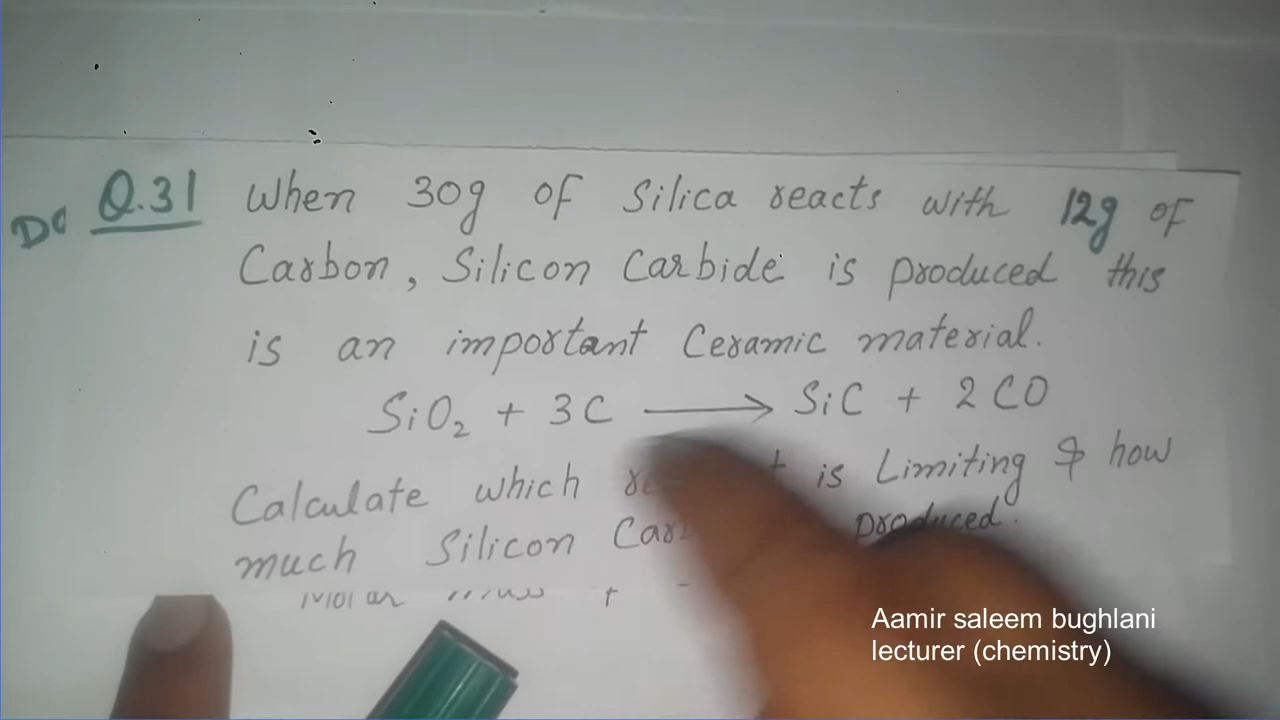 Do Q.31 When 30g of Silica reacts with 12g of
Carbon, Silicon Carbide is produced this
is an important Ceramic material.
SiO₂ + 3C → SiC + 2CO
Calculate which is Limiting & how
much Silicon produced.
Molar
Aamir saleem bughlani
lecturer (chemistry)